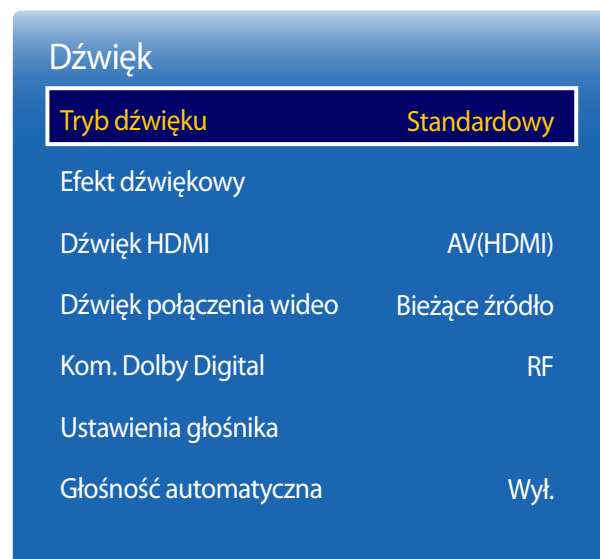 Dźwięk
Tryb dźwięku Standardowy
Efekt dźwiękowy
Dźwięk HDMI AV(HDMI)
Dźwięk połączenia wideo Bieżące źródło
Kom. Dolby Digital RF
Ustawienia głośnika
Głośność automatyczna Wył.